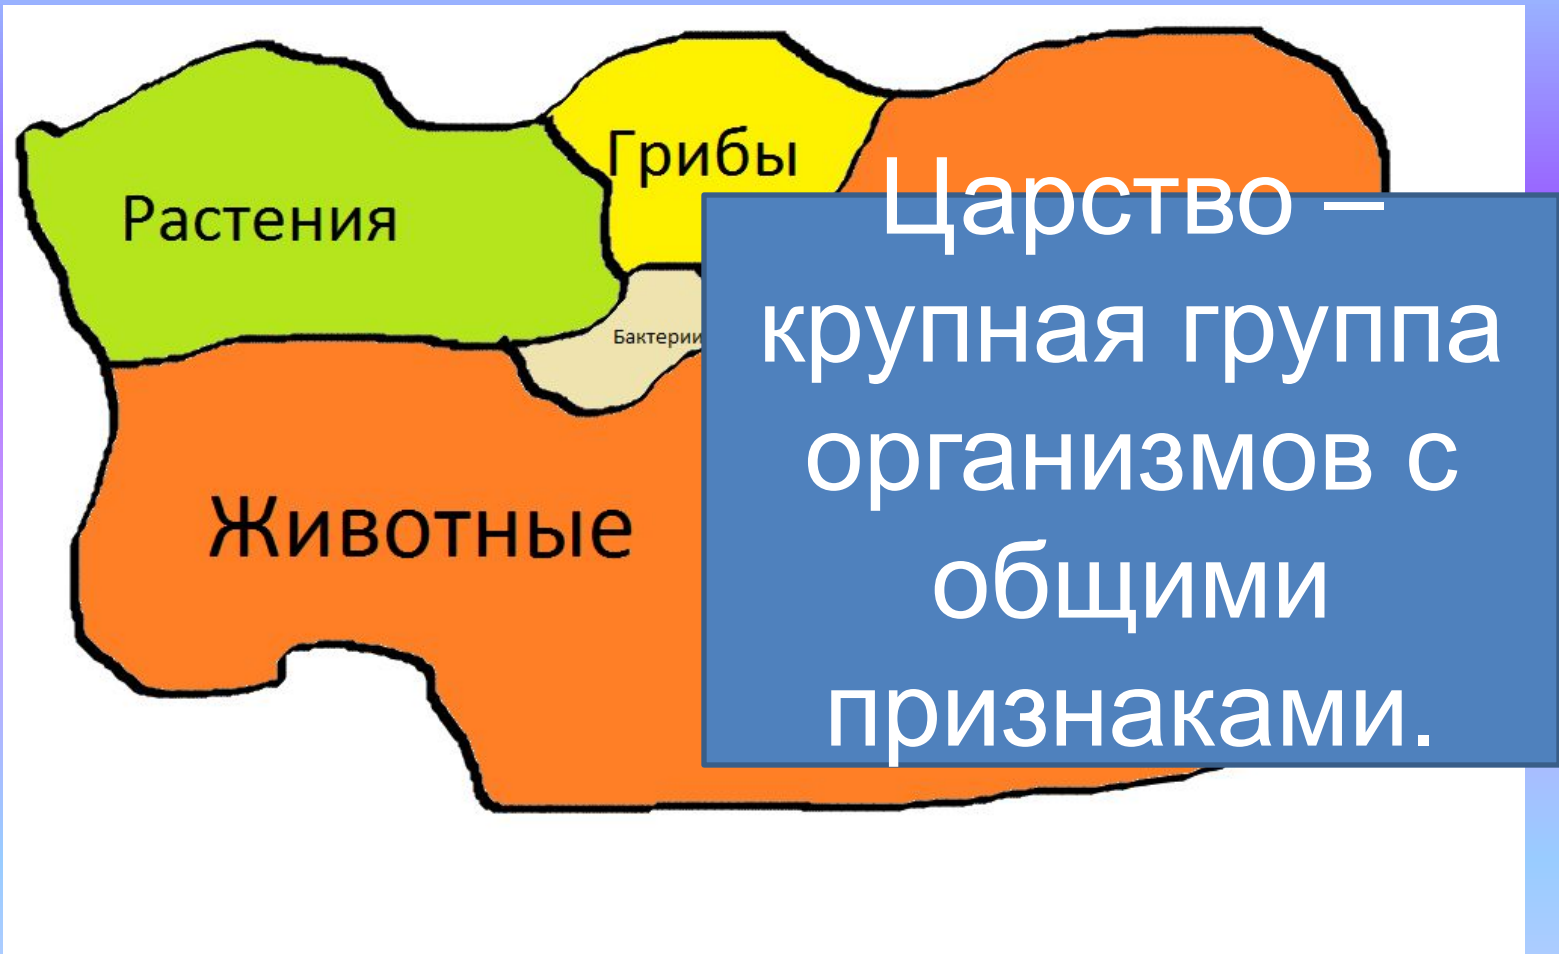 Растения
Грибы
Бактерии
Животные
Царство –
крупная группа
организмов с
общими
признаками.